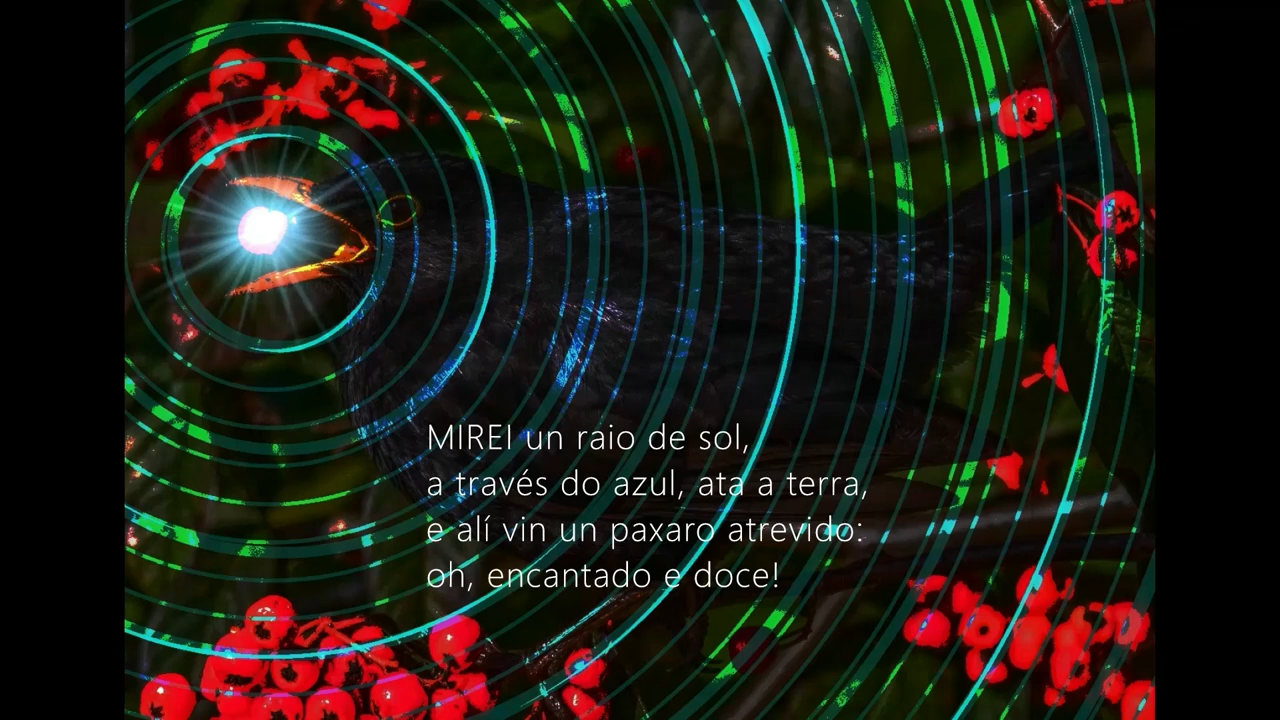 MIREI un raio de sol,
a través do azul, ata a terra,
e alí vin un paxaro atrevido:
oh, encantado e doce!